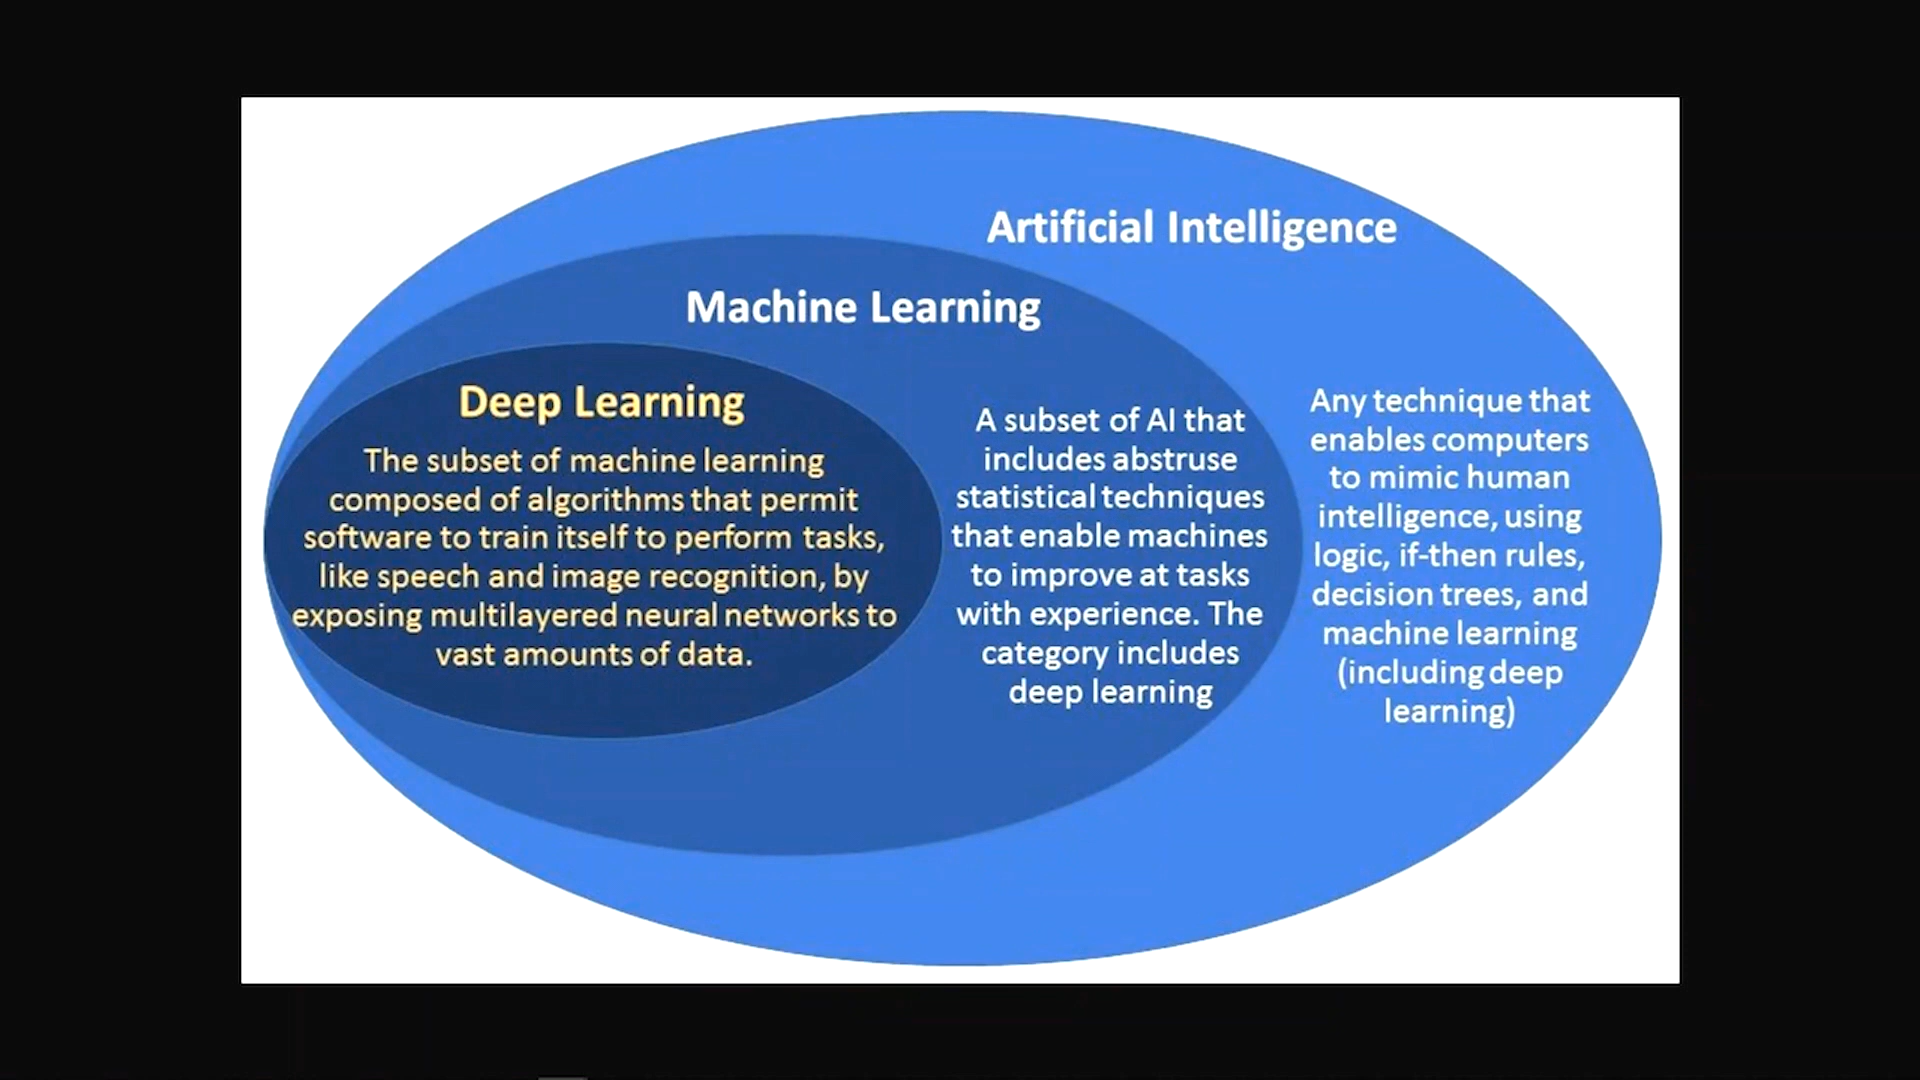 Artificial Intelligence
Machine Learning
Deep Learning
The subset of machine learning
composed of algorithms that permit
software to train itself to perform tasks,
like speech and image recognition, by
exposing multilayered neural networks to
vast amounts of data.
A subset of AI that
includes abstruse
statistical techniques
that enable machines
to improve at tasks
with experience. The
category includes
deep learning
Any technique that
enables computers
to mimic human
intelligence, using
logic, if-then rules,
decision trees, and
machine learning
(including deep
learning)